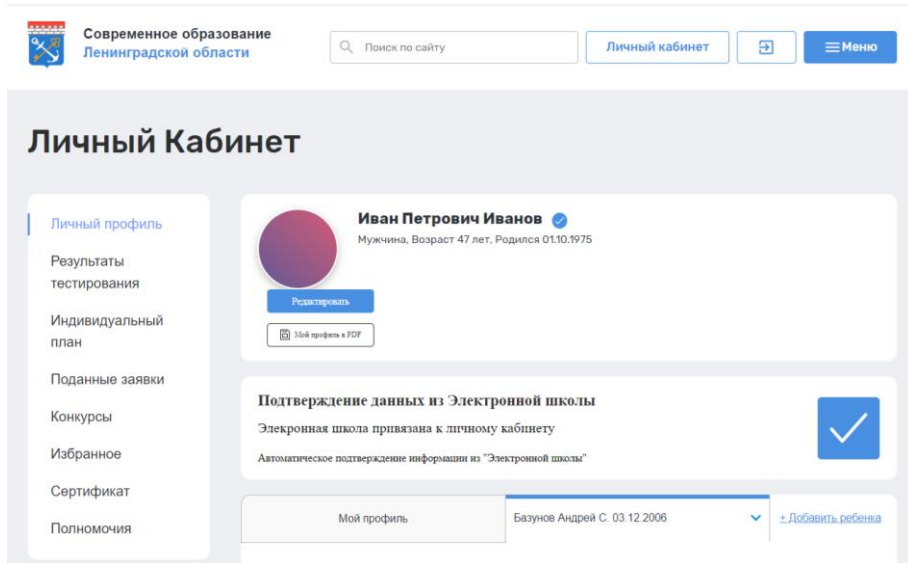 Современное образование
Ленинградской области
Поиск по сайту
Личный кабинет
Меню
Личный Кабинет
Личный профиль
Результаты
тестирования
Индивидуальный
план
Поданные заявки
Конкурсы
Избранное
Сертификат
Полномочия
Иван Петрович Иванов
Мужчина, Возраст 47 лет, Родился 01.10.1975
Редактировать
Мой профиль в PDF
Подтверждение данных из Электронной школы
Элекронная школа привязана к личному кабинету
Автоматическое подтверждение информации из "Электронной школы"
Мой профиль
Базунов Андрей С. 03.12.2006
+ Добавить ребенка